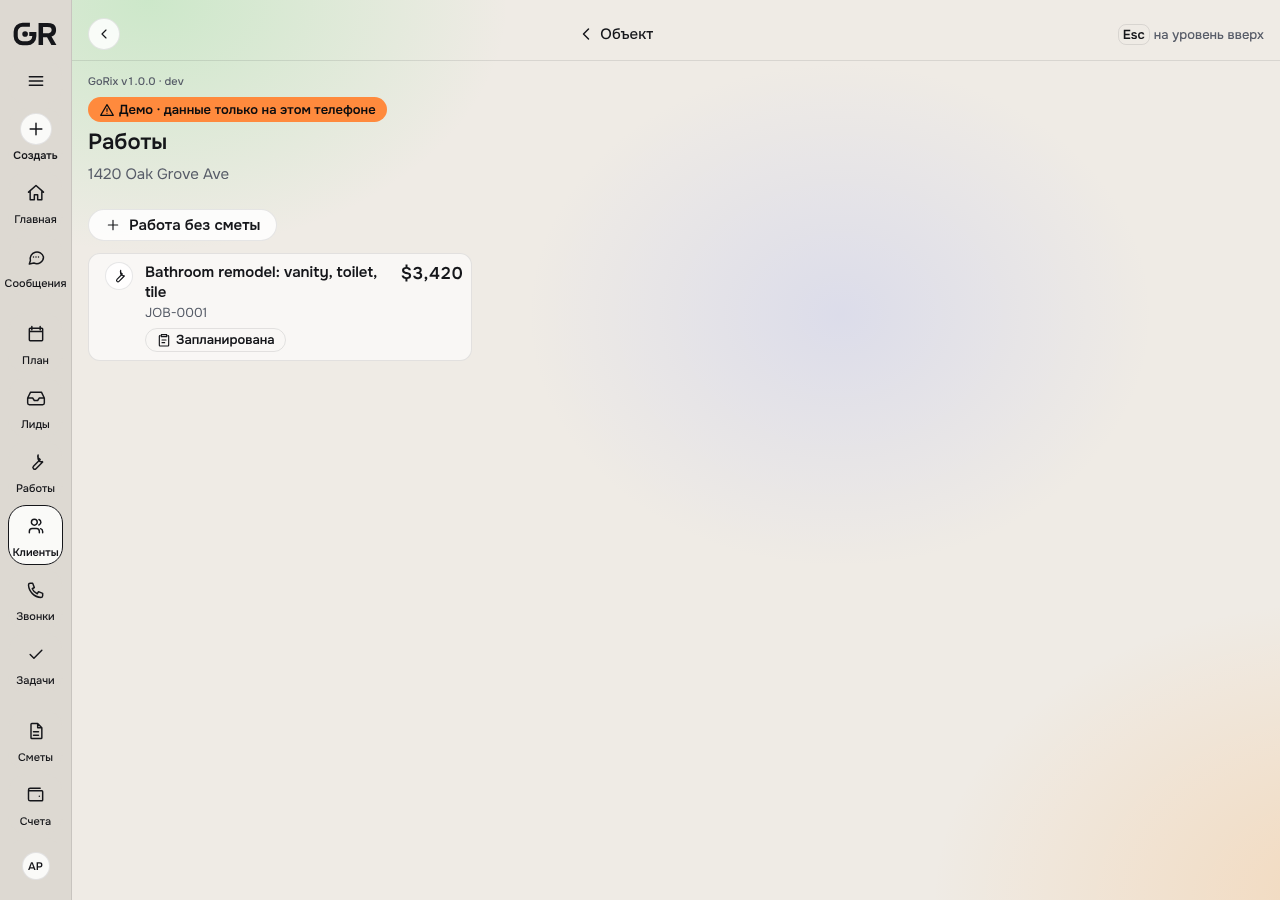 GR
Объект
Esc на уровень вверх
GoRix v1.0.0 · dev
Демо · данные только на этом телефоне
Работы
1420 Oak Grove Ave
Работа без сметы
Bathroom remodel: vanity, toilet, tile
$3,420
JOB-0001
Запланирована
Создать
Главная
Сообщения
План
Лиды
Работы
Клиенты
Звонки
Задачи
Сметы
Счета
AP